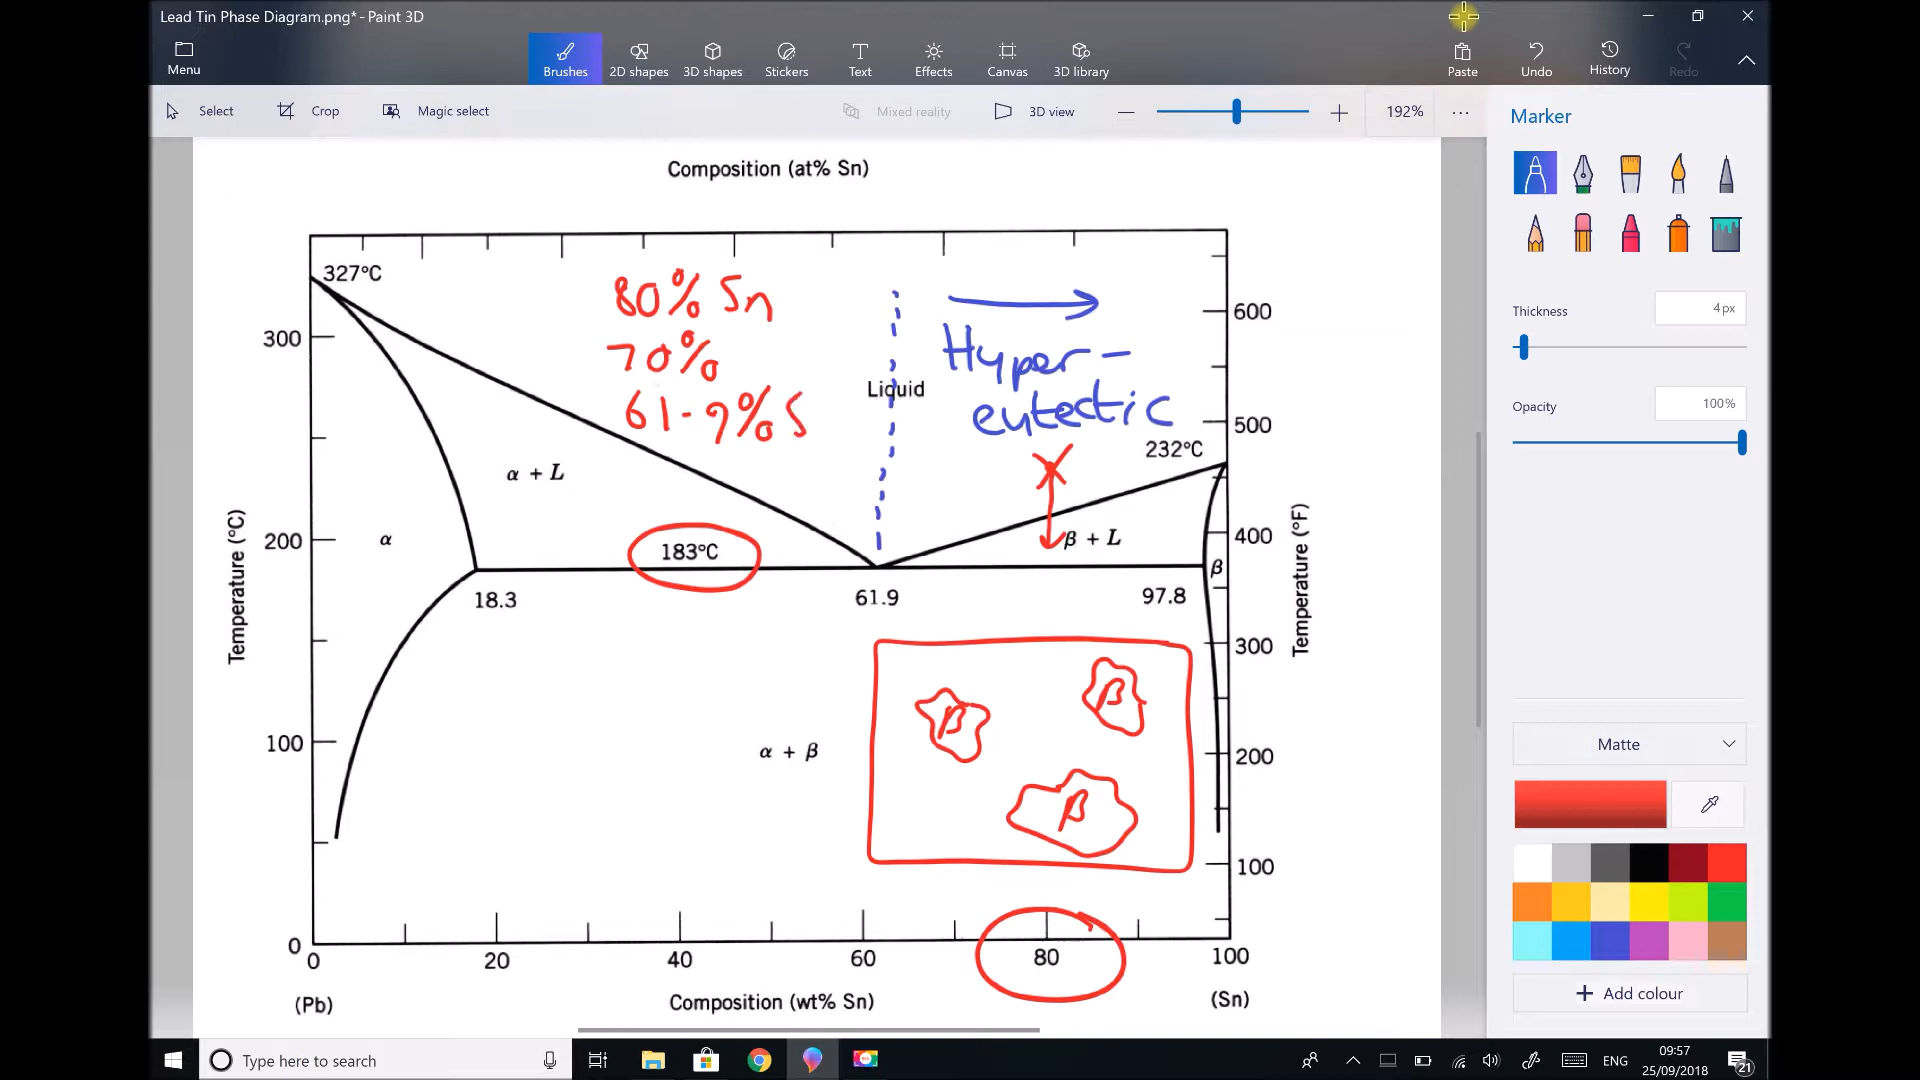 Lead Tin Phase Diagram.png* - Paint 3D
Menu
Brushes
2D shapes
3D shapes
Stickers
Text
Effects
Canvas
3D library
Paste
Undo
History
Redo
Select
Crop
Magic select
Mixed reality
3D view
192%
Marker
Composition (at% Sn)
327°C
80% Sn
70%
61.9% S
Hyper-
eutectic
Liquid
232°C
α + L
α
183°C
β + L
β
18.3
61.9
97.8
β
β
β
α + β
Temperature (°C)
300
200
100
0
Temperature (°F)
600
500
400
300
200
100
0
20
40
60
80
100
(Pb)
Composition (wt% Sn)
(Sn)
Thickness
4px
Opacity
100%
Matte
Add colour
Type here to search
ENG
09:57
25/09/2018
21